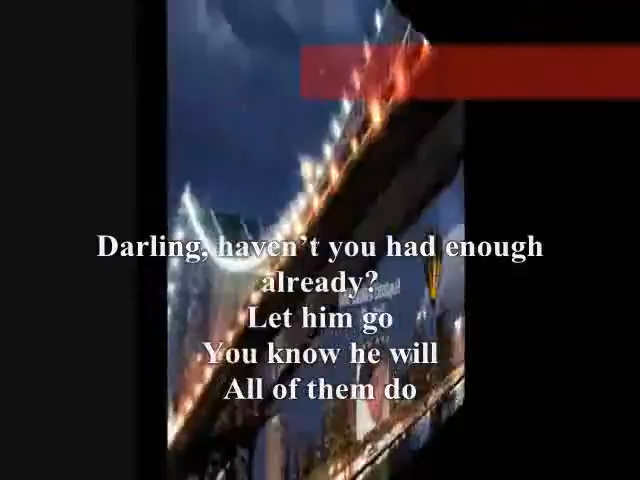 Darling, haven't you had enough
already?
Let him go
You know he will
All of them do